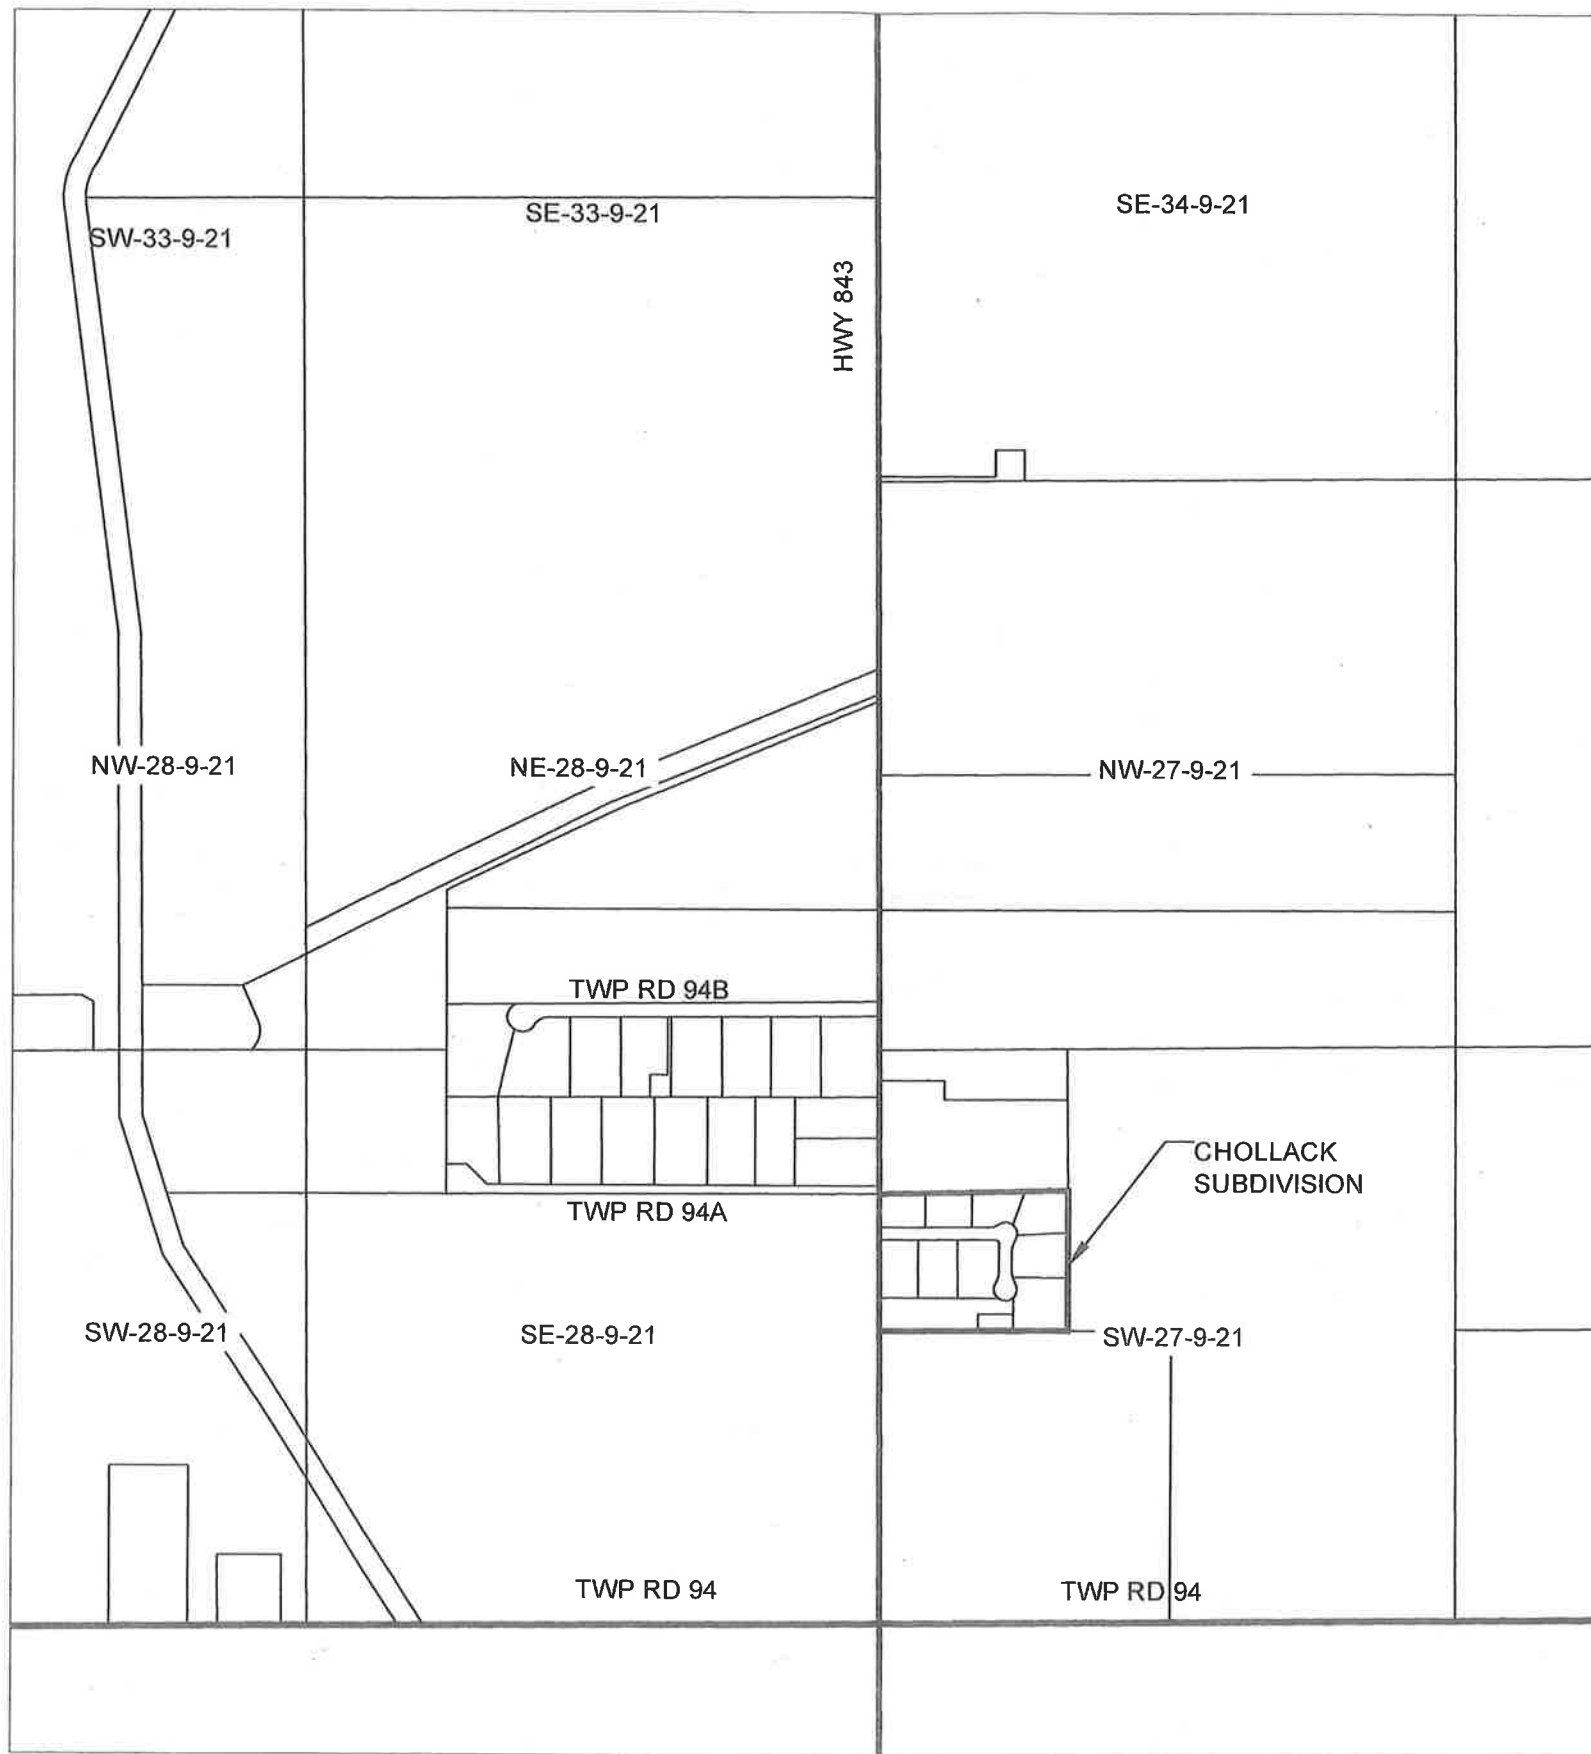 SE-34-9-21
SE-33-9-21
SW-33-9-21
HWY 843
NW-28-9-21
NE-28-9-21
NW-27-9-21
TWP RD 94B
CHOLLACK
SUBDIVISION
TWP RD 94A
SW-28-9-21
SE-28-9-21
SW-27-9-21
TWP RD 94
TWP RD 94